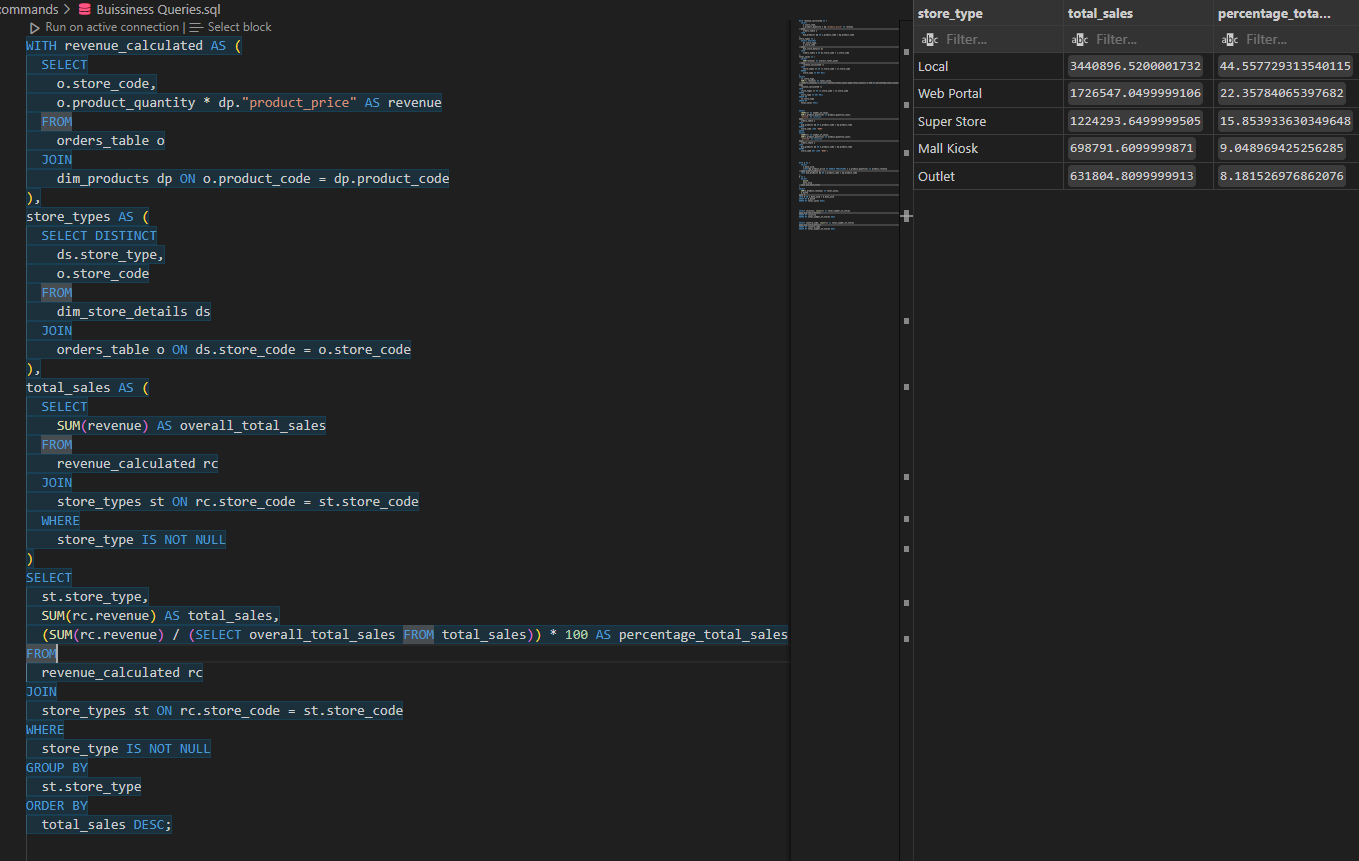 ommands > Buissiness Queries.sql
Run on active connection | Select block
WITH revenue_calculated AS (
SELECT
o.store_code,
o.product_quantity * dp."product_price" AS revenue
FROM
orders_table o
JOIN
dim_products dp ON o.product_code = dp.product_code
),
store_types AS (
SELECT DISTINCT
ds.store_type,
o.store_code
FROM
dim_store_details ds
JOIN
orders_table o ON ds.store_code = o.store_code
),
total_sales AS (
SELECT
SUM(revenue) AS overall_total_sales
FROM
revenue_calculated rc
JOIN
store_types st ON rc.store_code = st.store_code
WHERE
store_type IS NOT NULL
)
SELECT
st.store_type,
SUM(rc.revenue) AS total_sales,
(SUM(rc.revenue) / (SELECT overall_total_sales FROM total_sales)) * 100 AS percentage_total_sales
FROM
revenue_calculated rc
JOIN
store_types st ON rc.store_code = st.store_code
WHERE
store_type IS NOT NULL
GROUP BY
st.store_type
ORDER BY
total_sales DESC;
store_type total_sales percentage_tota...
abc Filter... abc Filter... abc Filter...
Local 3440896.5200001732 44.557729313540115
Web Portal 1726547.0499999106 22.35784065397682
Super Store 1224293.6499999505 15.853933630349648
Mall Kiosk 698791.6099999871 9.048969425256285
Outlet 631804.8099999913 8.181526976862076